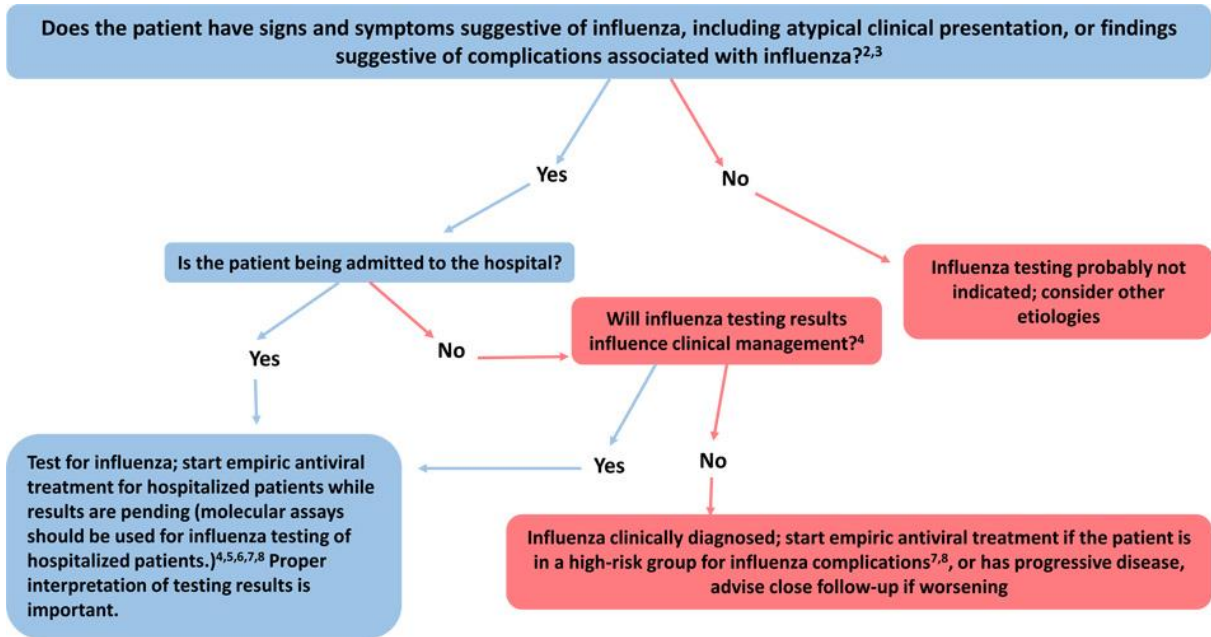 Does the patient have signs and symptoms suggestive of influenza, including atypical clinical presentation, or findings
suggestive of complications associated with influenza?2,3
Yes
No
Is the patient being admitted to the hospital?
Influenza testing probably not
indicated; consider other
etiologies
Will influenza testing results
influence clinical management?4
Yes
No
Yes
No
Test for influenza; start empiric antiviral
treatment for hospitalized patients while
results are pending (molecular assays
should be used for influenza testing of
hospitalized patients.)4,5,6,7,8 Proper
interpretation of testing results is
important.
Influenza clinically diagnosed; start empiric antiviral treatment if the patient is
in a high-risk group for influenza complications7,8, or has progressive disease,
advise close follow-up if worsening